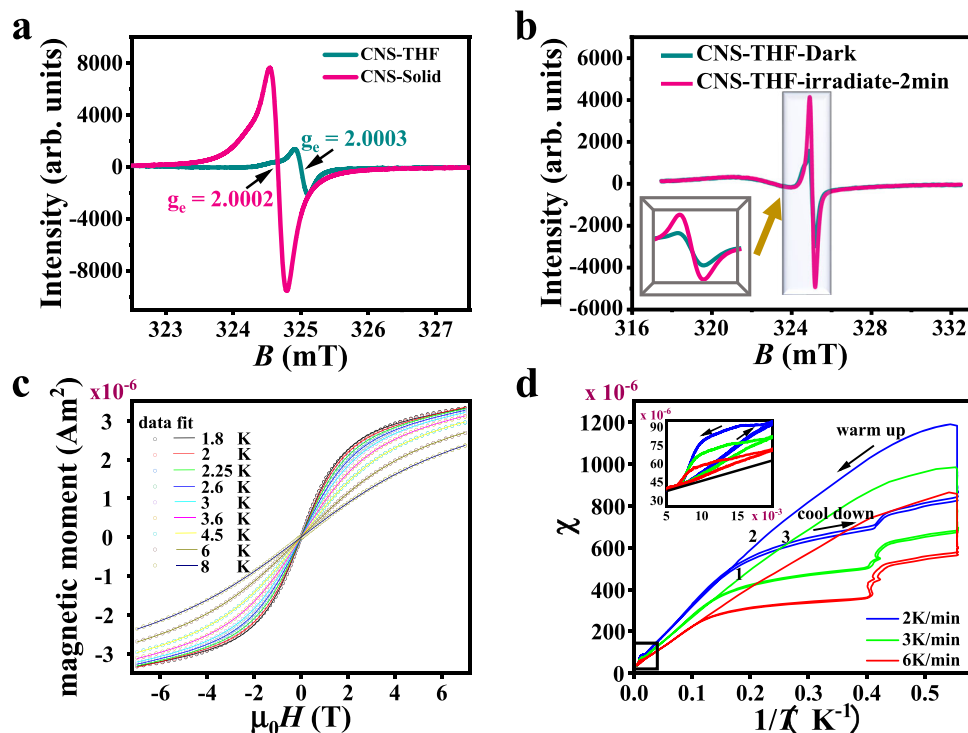 a
CNS-THF
CNS-Solid
g_e = 2.0003
g_e = 2.0002
Intensity (arb. units)
8000
4000
0
-4000
-8000
323 324 325 326 327
B (mT)
b
CNS-THF-Dark
CNS-THF-irradiate-2min
Intensity (arb. units)
6000
4000
2000
0
-2000
-4000
-6000
316 320 324 328 332
B (mT)
c
x10⁻⁶
data fit
1.8 K
2 K
2.25 K
2.6 K
3 K
3.6 K
4.5 K
6 K
8 K
magnetic moment (Am²)
3
2
1
0
-1
-2
-3
-6 -4 -2 0 2 4 6
μ₀H (T)
d
x 10⁻⁶
χ
1200
1000
800
600
400
200
0
x 10⁻⁶
90
75
60
45
30
5 10 15 x 10⁻³
warm up
cool down
2 3
1
2K/min
3K/min
6K/min
0.0 0.1 0.2 0.3 0.4 0.5
1/T( K⁻¹)